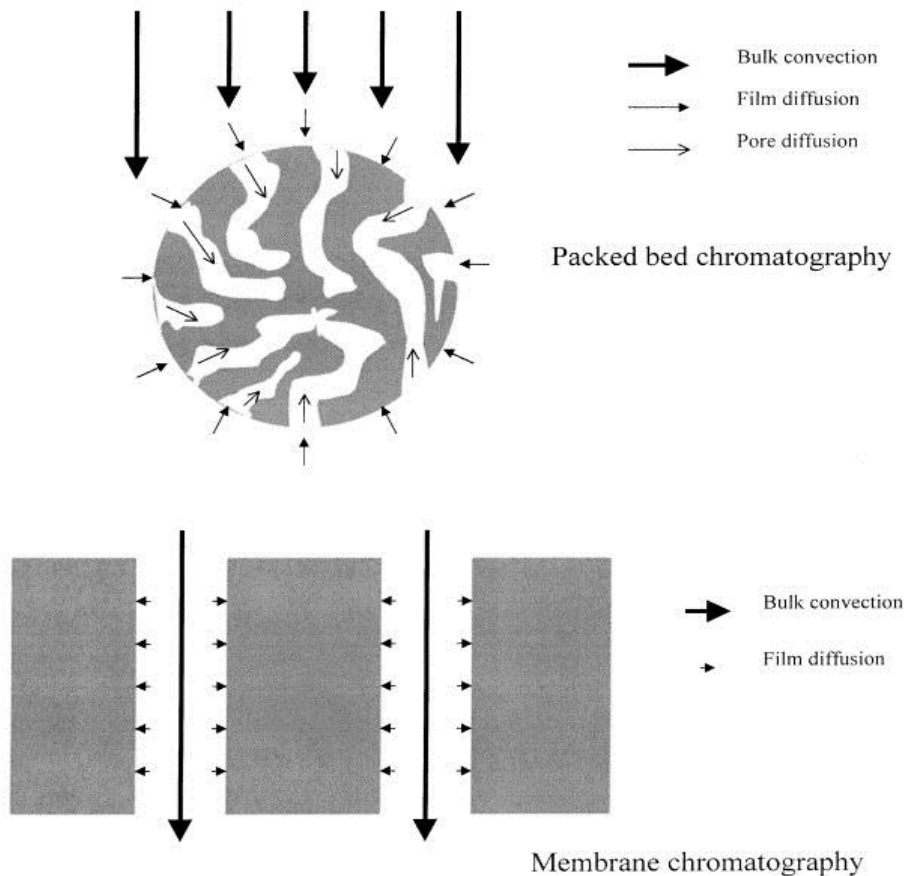 Bulk convection
Film diffusion
Pore diffusion
Packed bed chromatography
Bulk convection
Film diffusion
Membrane chromatography